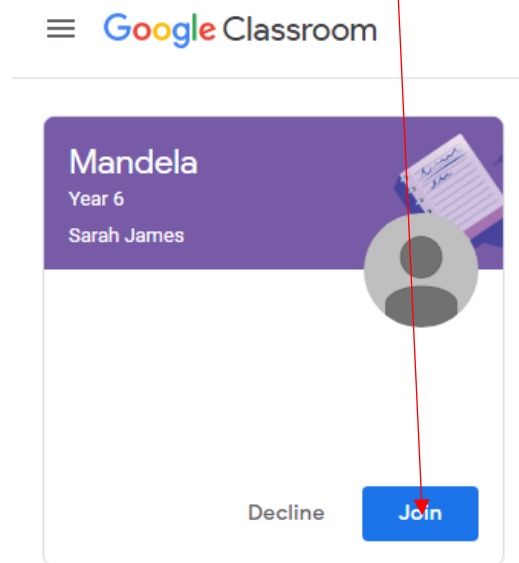 Google Classroom
Mandela
Year 6
Sarah James
Decline Join